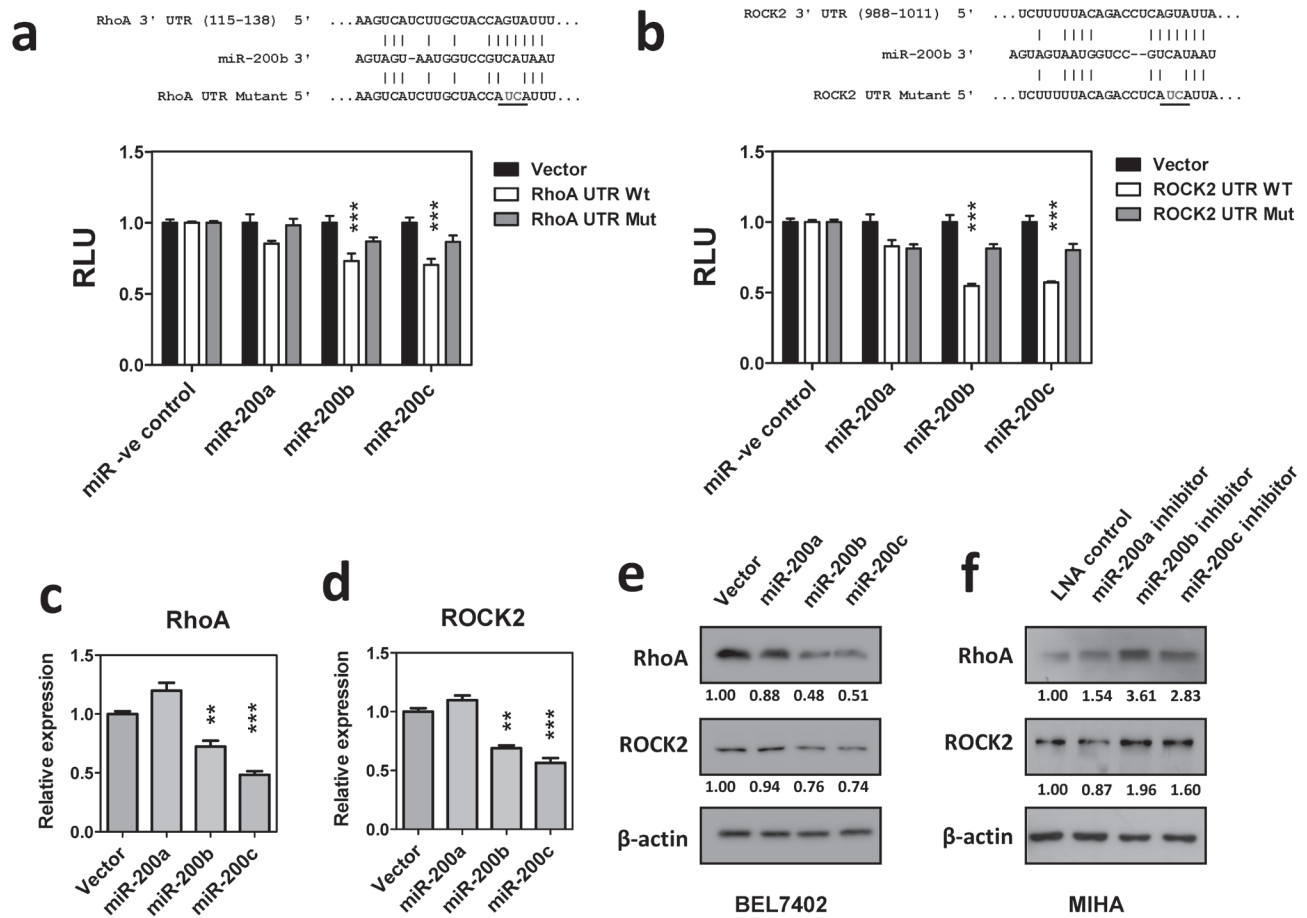 a
RhoA 3' UTR (115-138) 5' ...AAGUCAUCUUGCUACCAGUAUUU...
miR-200b 3' AGUAGU-AAUGGUCCGUCAUAAU
RhoA UTR Mutant 5' ...AAGUCAUCUUGCUACCAUCAUUU...
1.5
1.0
0.5
0.0
RLU
Vector
RhoA UTR Wt
RhoA UTR Mut
***
***
miR -ve control
miR-200a
miR-200b
miR-200c
b
ROCK2 3' UTR (988-1011) 5' ...UCUUUUUACAGACCUCAGUAUUA...
miR-200b 3' AGUAGUAAUGGUCC--GUCAUAAU
ROCK2 UTR Mutant 5' ...UCUUUUUACAGACCUCAUCAUUA...
1.5
1.0
0.5
0.0
RLU
Vector
ROCK2 UTR WT
ROCK2 UTR Mut
***
***
miR -ve control
miR-200a
miR-200b
miR-200c
c
RhoA
Relative expression
1.5
1.0
0.5
0.0
**
***
Vector
miR-200a
miR-200b
miR-200c
d
ROCK2
Relative expression
1.5
1.0
0.5
0.0
**
***
Vector
miR-200a
miR-200b
miR-200c
e
Vector
miR-200a
miR-200b
miR-200c
RhoA
1.00 0.88 0.48 0.51
ROCK2
1.00 0.94 0.76 0.74
β-actin
BEL7402
f
LNA control
miR-200a inhibitor
miR-200b inhibitor
miR-200c inhibitor
RhoA
1.00 1.54 3.61 2.83
ROCK2
1.00 0.87 1.96 1.60
β-actin
MIHA